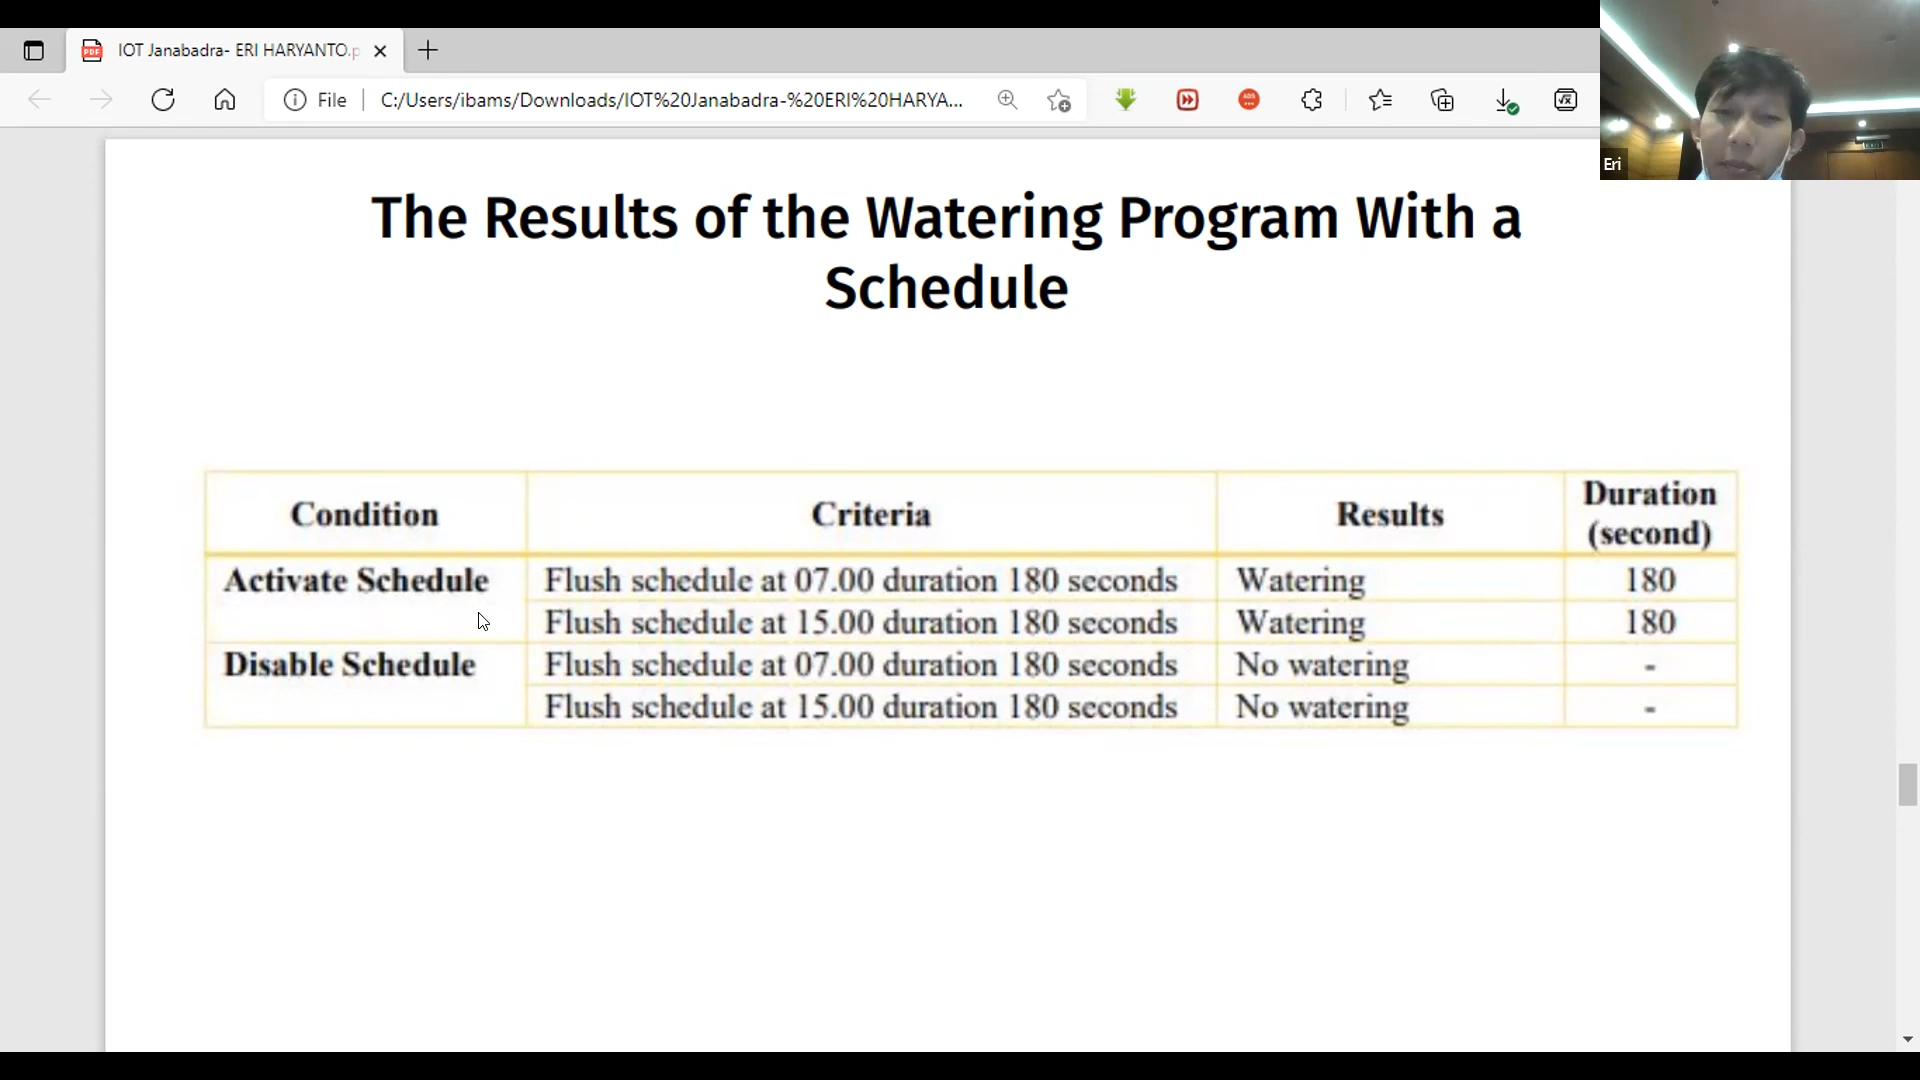 IOT Janabadra- ERI HARYANTO.p
File
C:/Users/ibams/Downloads/IOT%20Janabadra-%20ERI%20HARYA...
Eri
The Results of the Watering Program With a
Schedule
Condition Criteria Results Duration
(second)
Activate Schedule Flush schedule at 07.00 duration 180 seconds Watering 180
Flush schedule at 15.00 duration 180 seconds Watering 180
Disable Schedule Flush schedule at 07.00 duration 180 seconds No watering -
Flush schedule at 15.00 duration 180 seconds No watering -